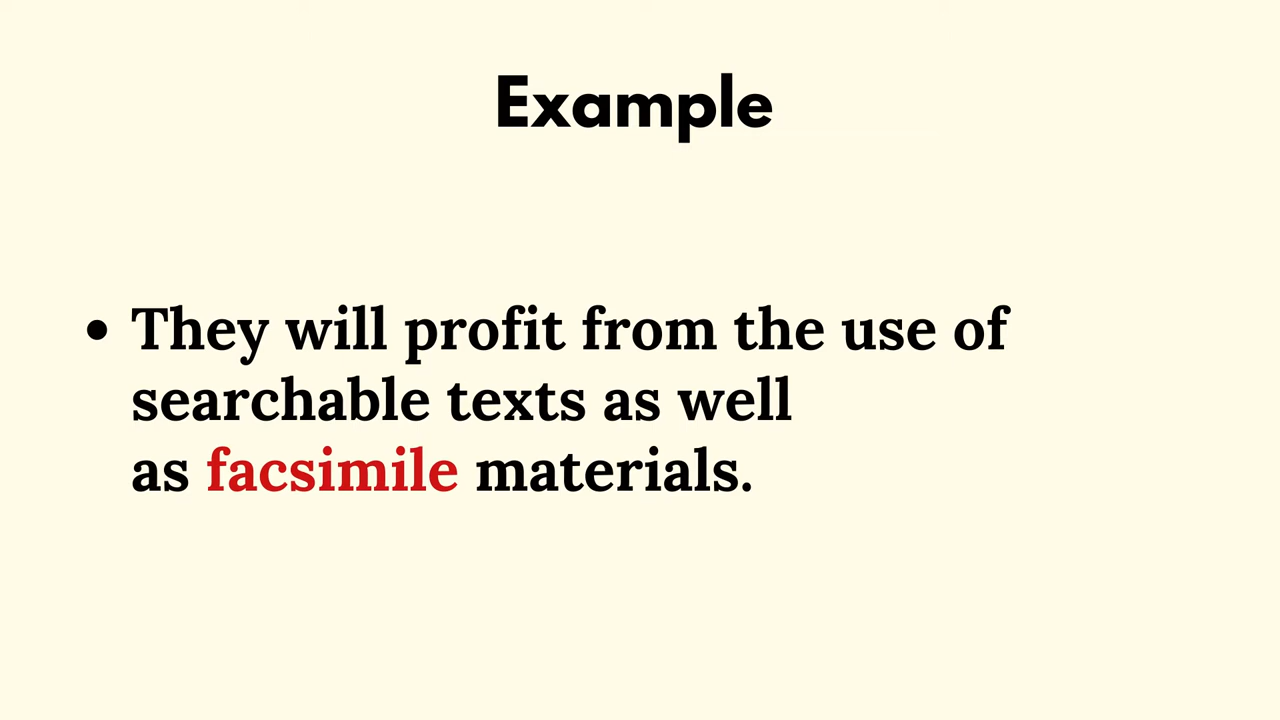 Example
• They will profit from the use of
searchable texts as well
as facsimile materials.